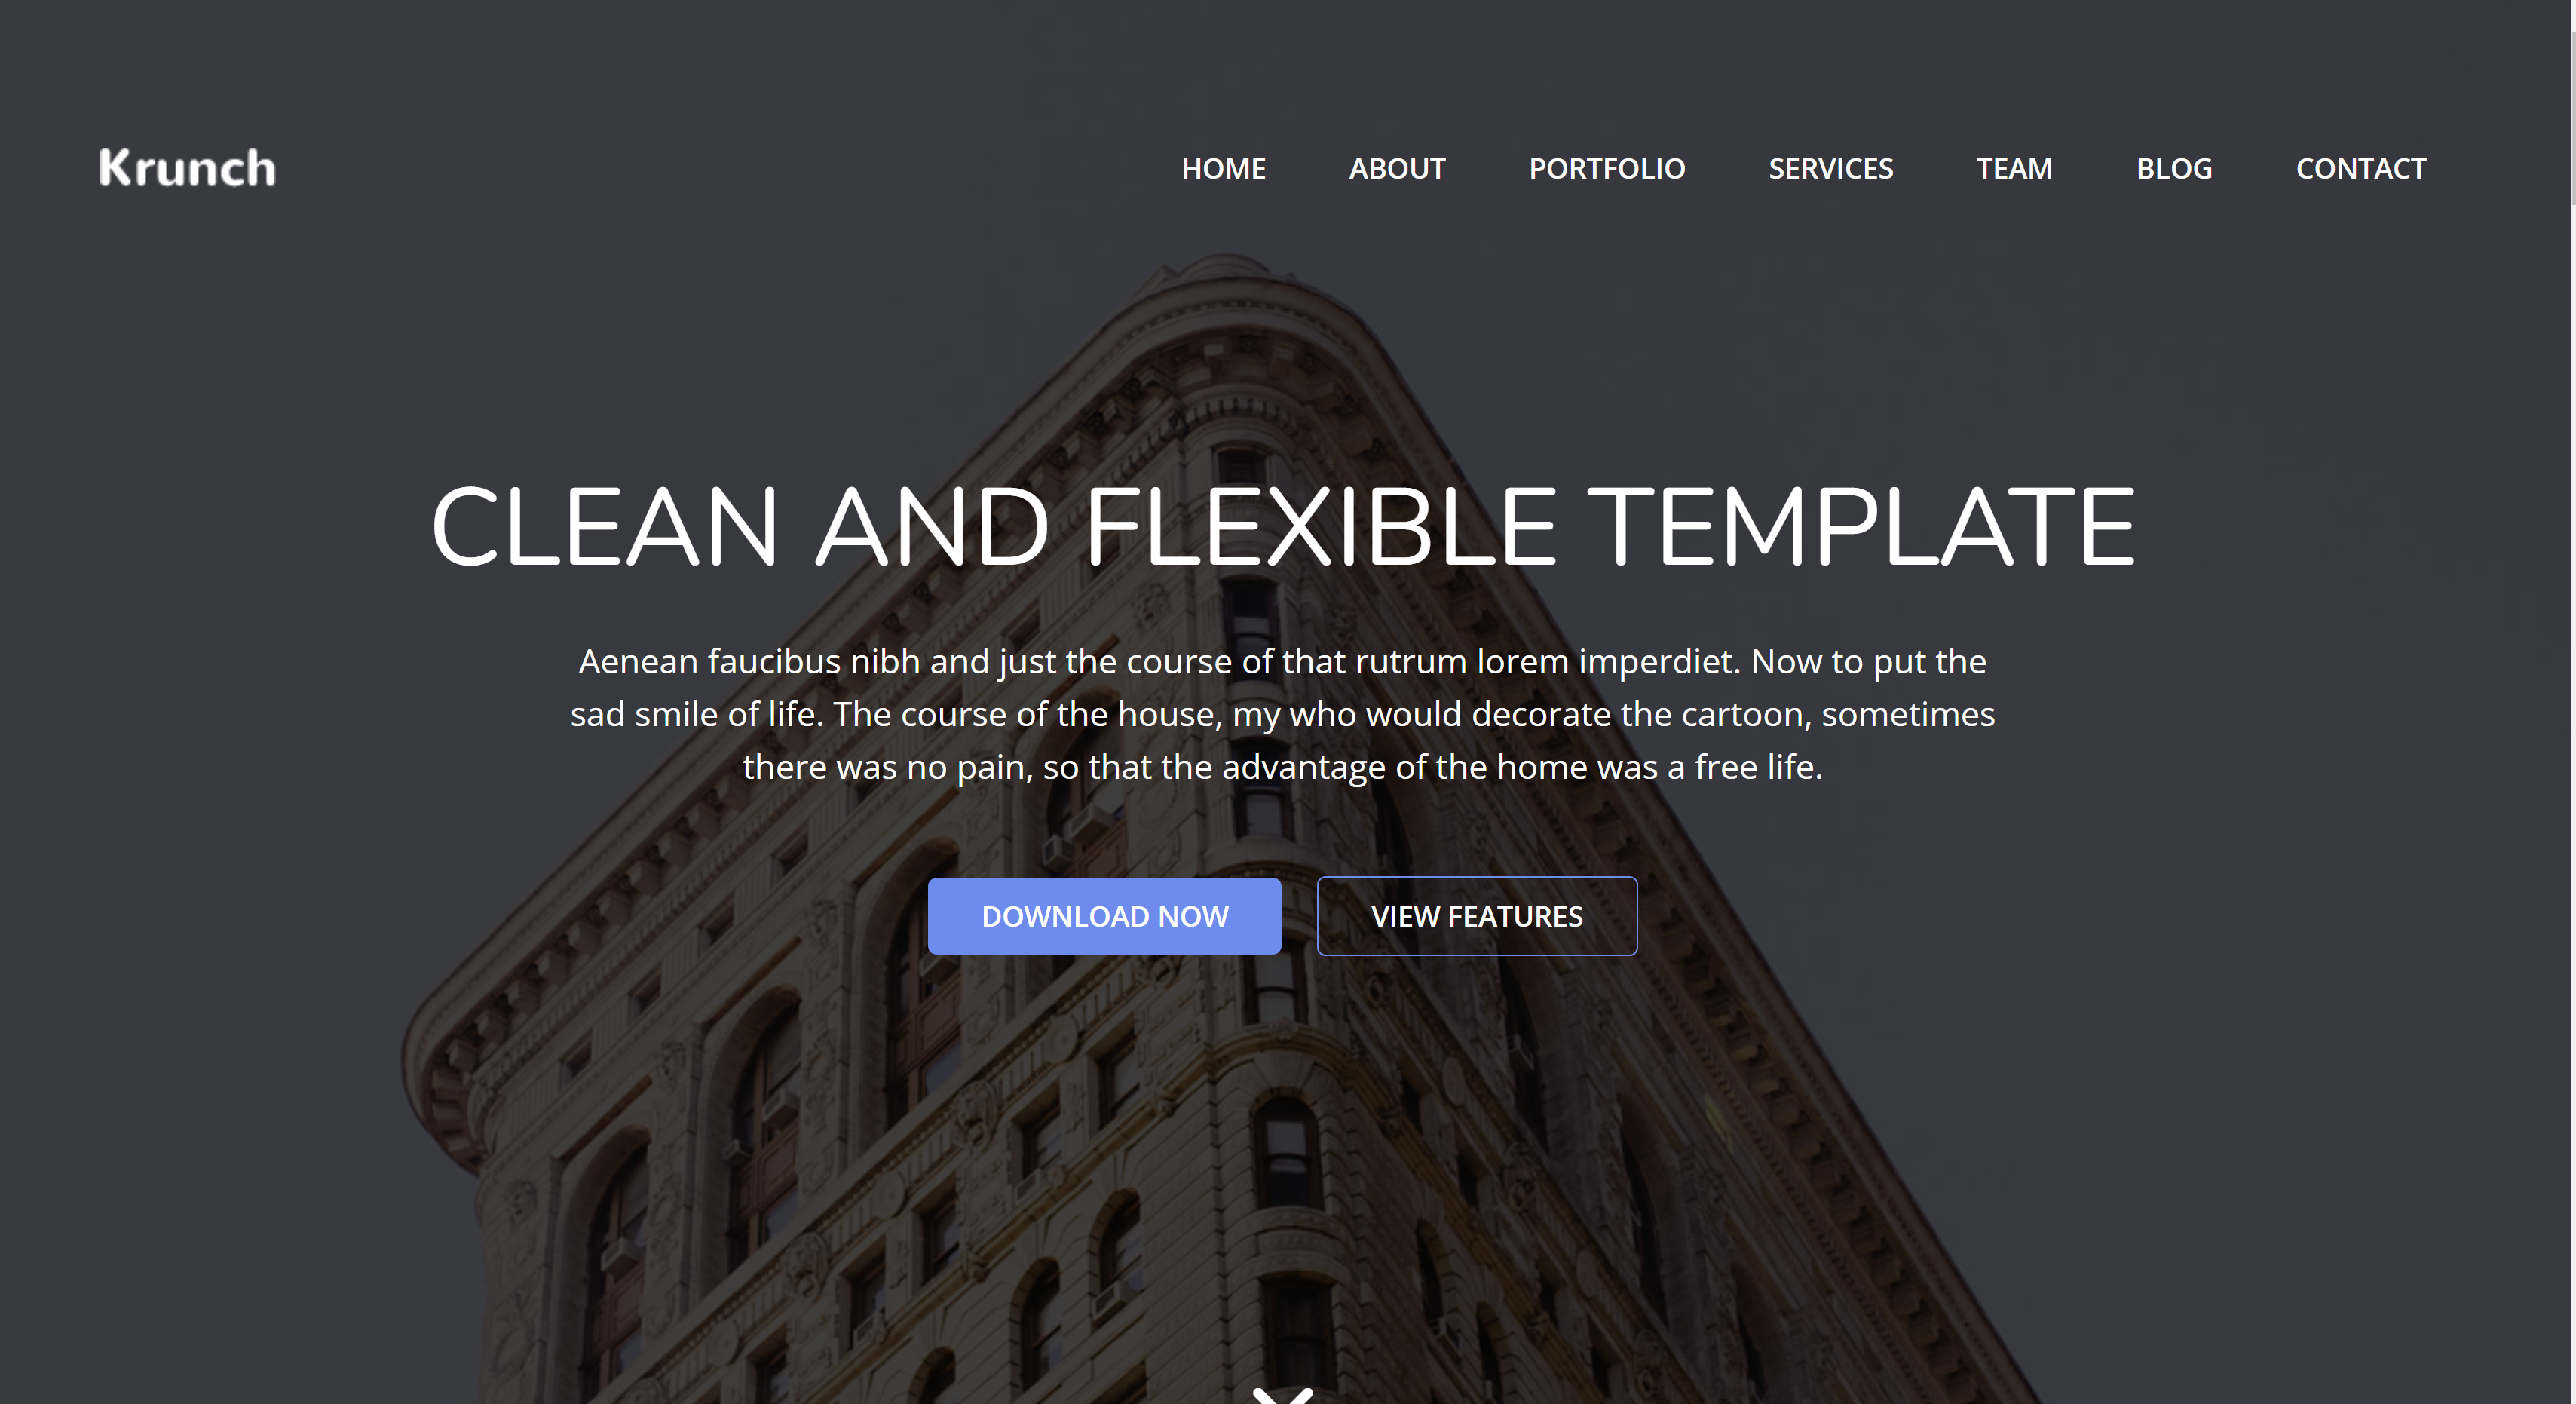 Krunch
HOME ABOUT PORTFOLIO SERVICES TEAM BLOG CONTACT
CLEAN AND FLEXIBLE TEMPLATE
Aenean faucibus nibh and just the course of that rutrum lorem imperdiet. Now to put the
sad smile of life. The course of the house, my who would decorate the cartoon, sometimes
there was no pain, so that the advantage of the home was a free life.
DOWNLOAD NOW VIEW FEATURES